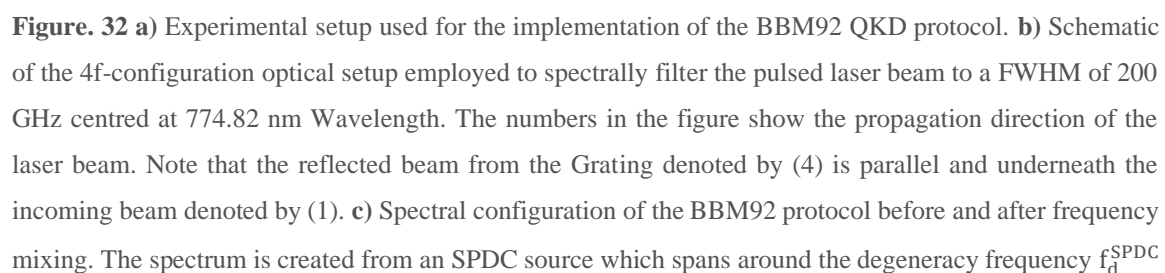 Figure. 32 a) Experimental setup used for the implementation of the BBM92 QKD protocol. b) Schematic
of the 4f-configuration optical setup employed to spectrally filter the pulsed laser beam to a FWHM of 200
GHz centred at 774.82 nm Wavelength. The numbers in the figure show the propagation direction of the
laser beam. Note that the reflected beam from the Grating denoted by (4) is parallel and underneath the
incoming beam denoted by (1). c) Spectral configuration of the BBM92 protocol before and after frequency
mixing. The spectrum is created from an SPDC source which spans around the degeneracy frequency f_d^SPDC